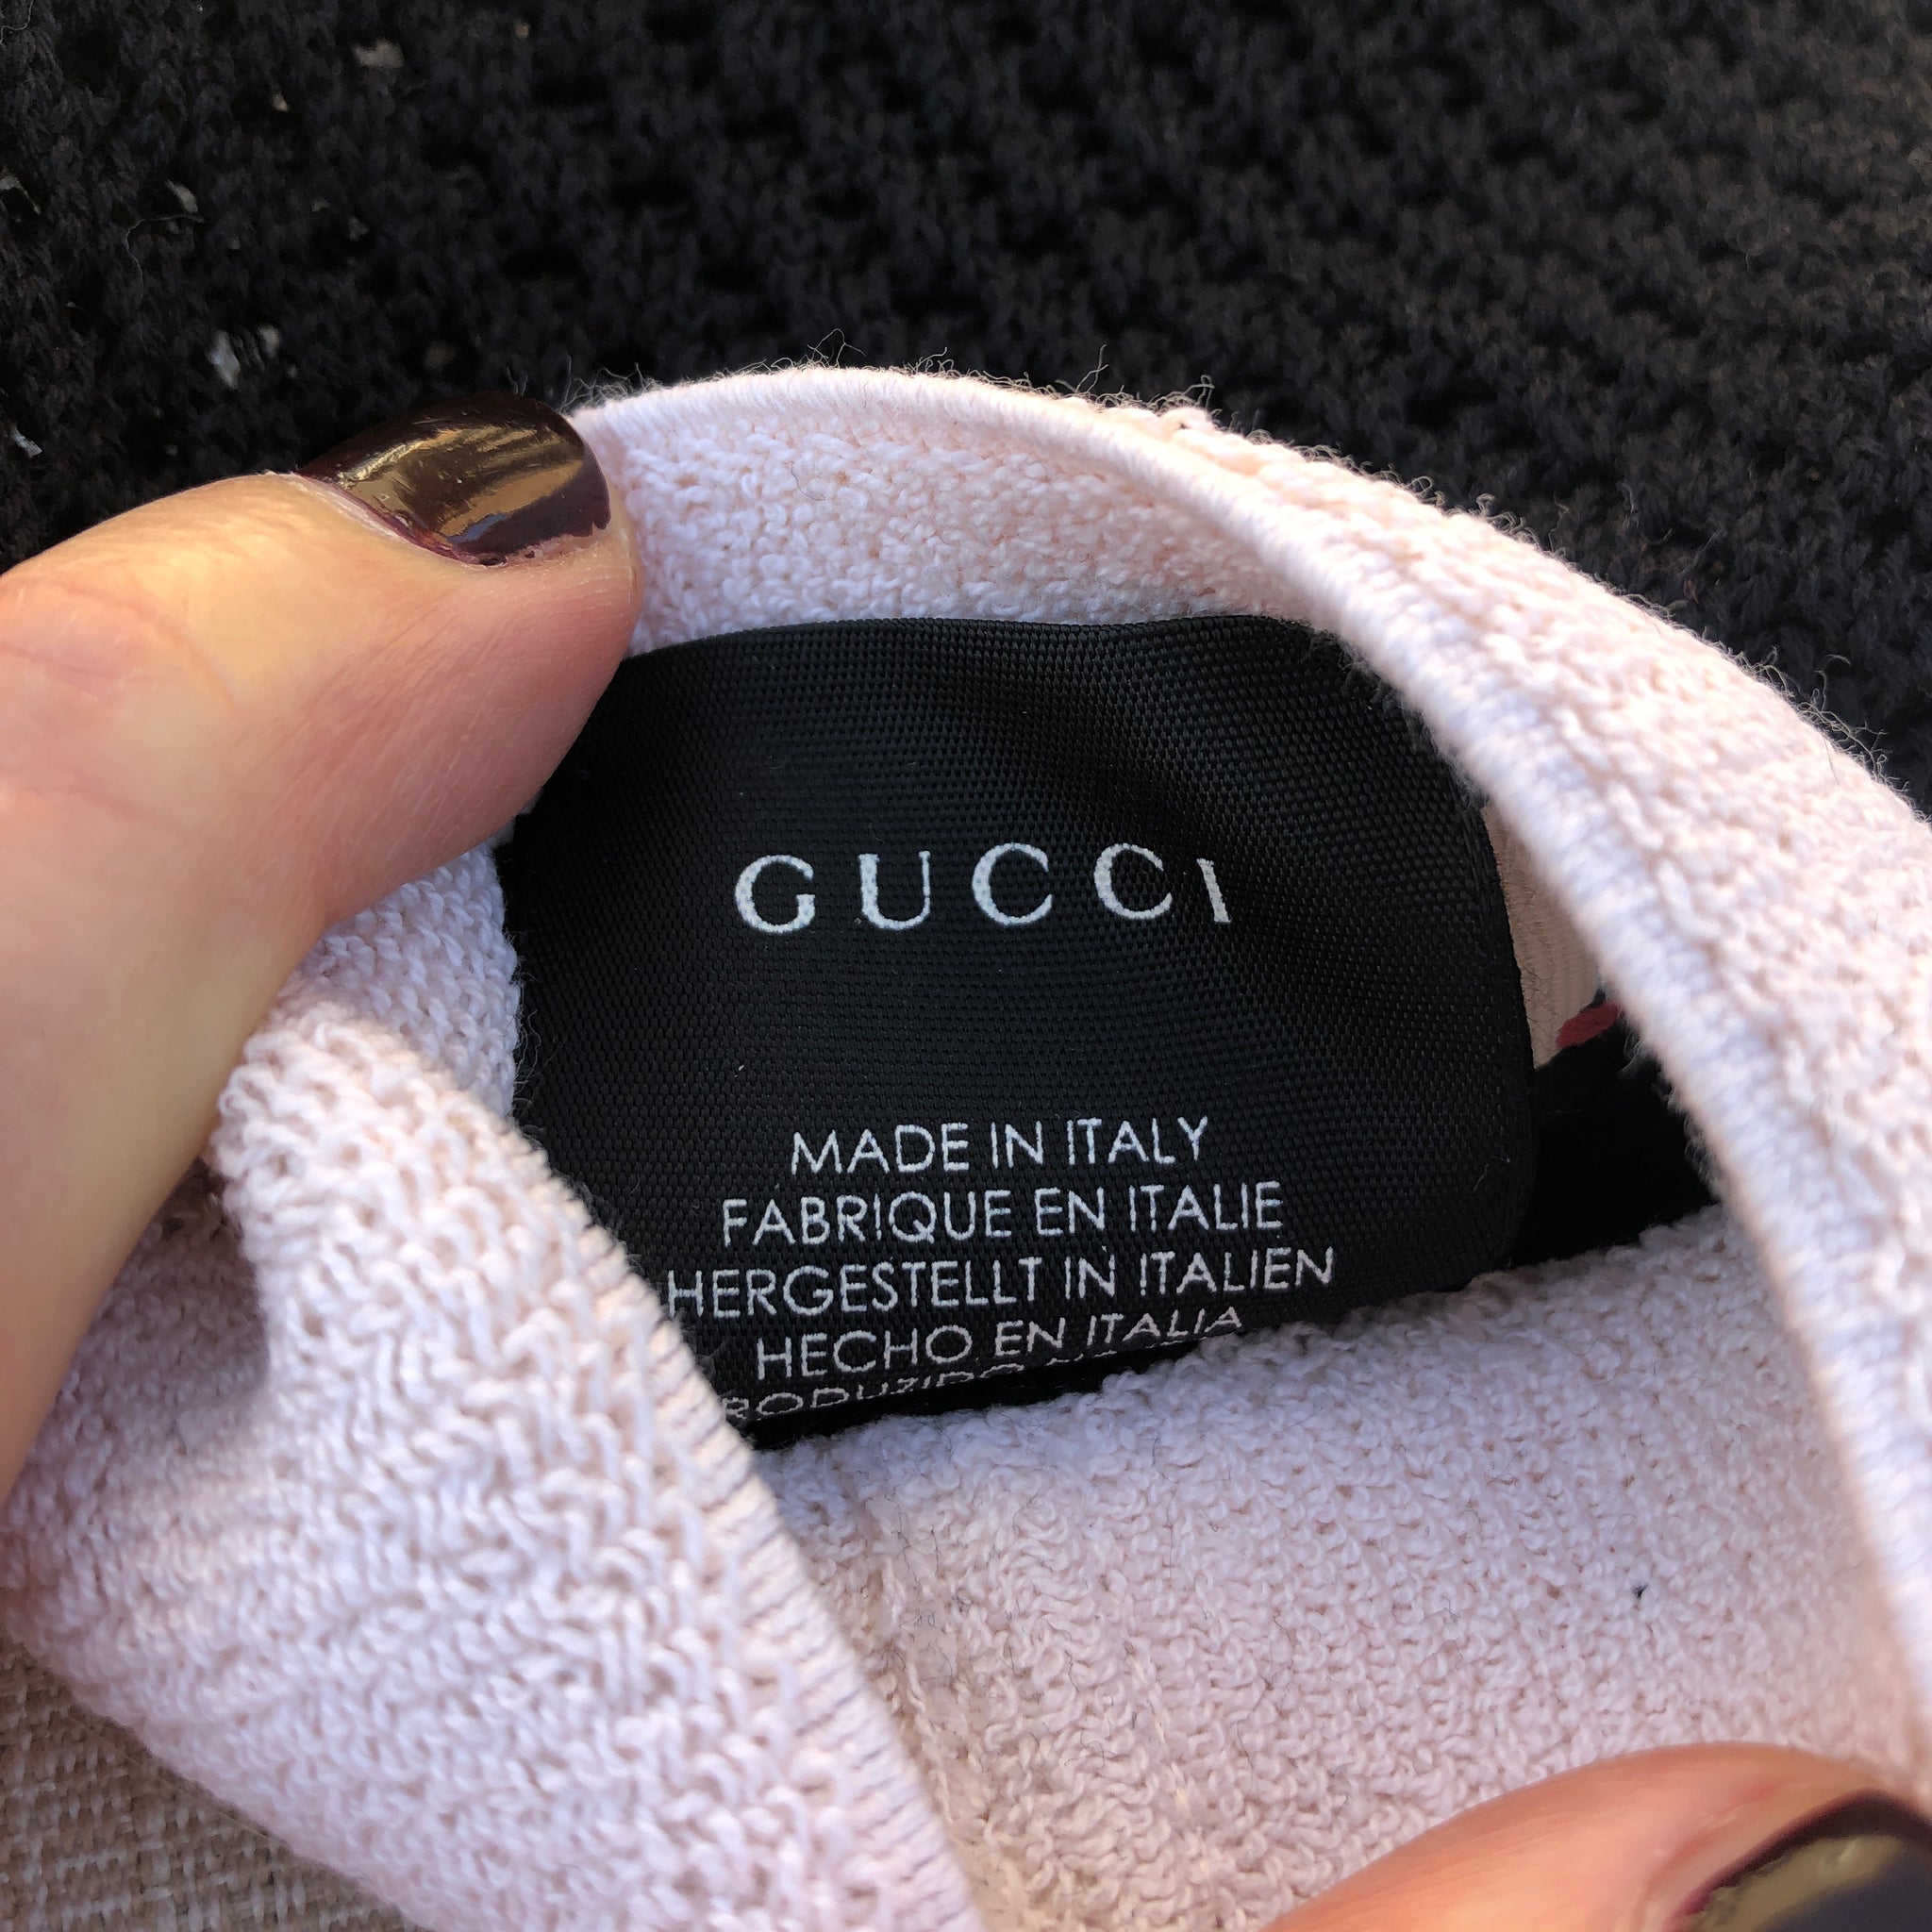 GUCCI
MADE IN ITALY
FABRIQUE EN ITALIE
HERGESTELLT IN ITALIEN
HECHO EN ITALIA